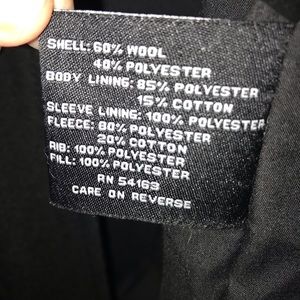 SHELL: 60% WOOL
40% POLYESTER
BODY LINING: 85% POLYESTER
15% COTTON
SLEEVE LINING: 100% POLYESTER
FLEECE: 80% POLYESTER
20% COTTON
RIB: 100% POLYESTER
FILL: 100% POLYESTER
RN 54163
CARE ON REVERSE